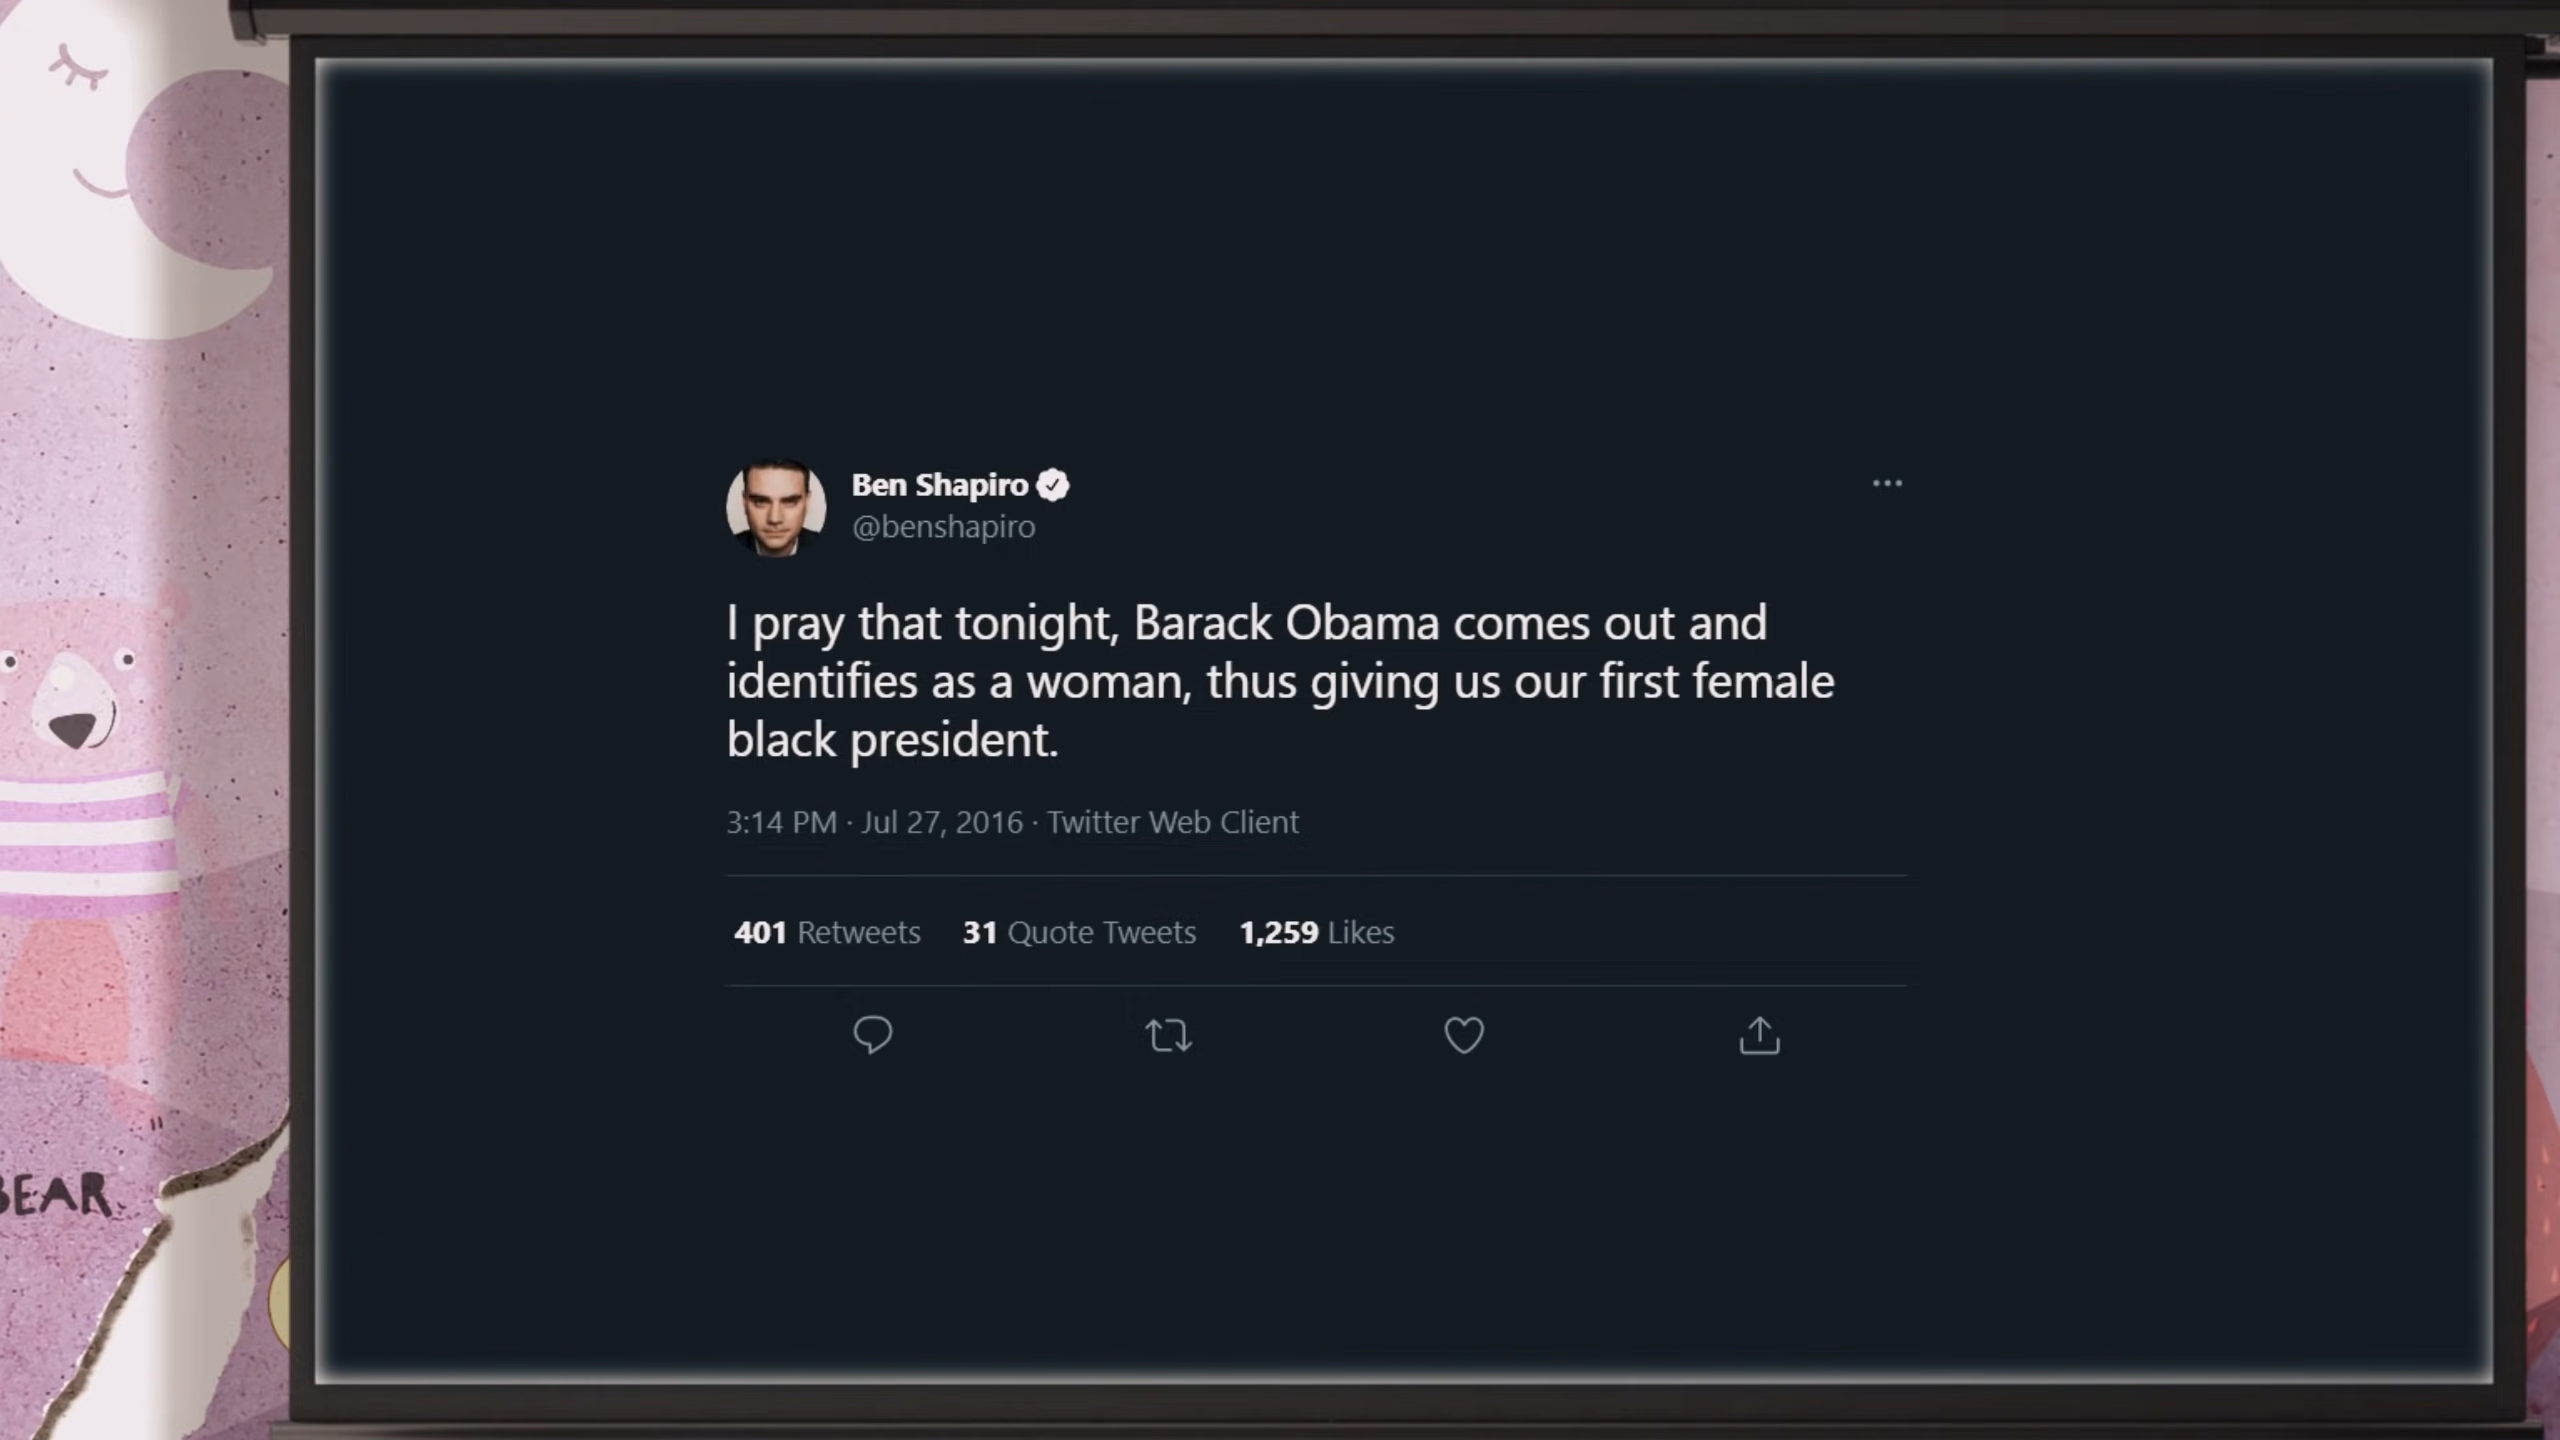 Ben Shapiro
@benshapiro
I pray that tonight, Barack Obama comes out and
identifies as a woman, thus giving us our first female
black president.
3:14 PM · Jul 27, 2016 · Twitter Web Client
401 Retweets 31 Quote Tweets 1,259 Likes
BEAR